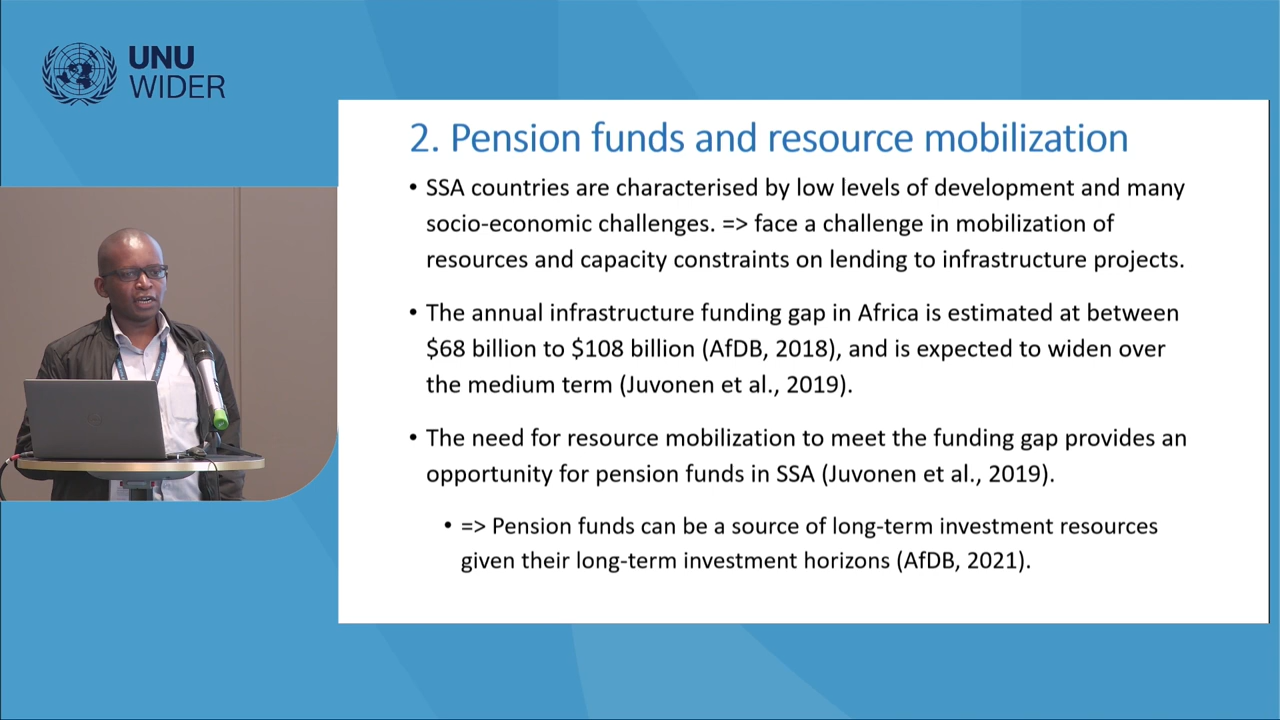 UNU
WIDER
2. Pension funds and resource mobilization
• SSA countries are characterised by low levels of development and many
socio-economic challenges. => face a challenge in mobilization of
resources and capacity constraints on lending to infrastructure projects.
• The annual infrastructure funding gap in Africa is estimated at between
$68 billion to $108 billion (AfDB, 2018), and is expected to widen over
the medium term (Juvonen et al., 2019).
• The need for resource mobilization to meet the funding gap provides an
opportunity for pension funds in SSA (Juvonen et al., 2019).
• => Pension funds can be a source of long-term investment resources
given their long-term investment horizons (AfDB, 2021).